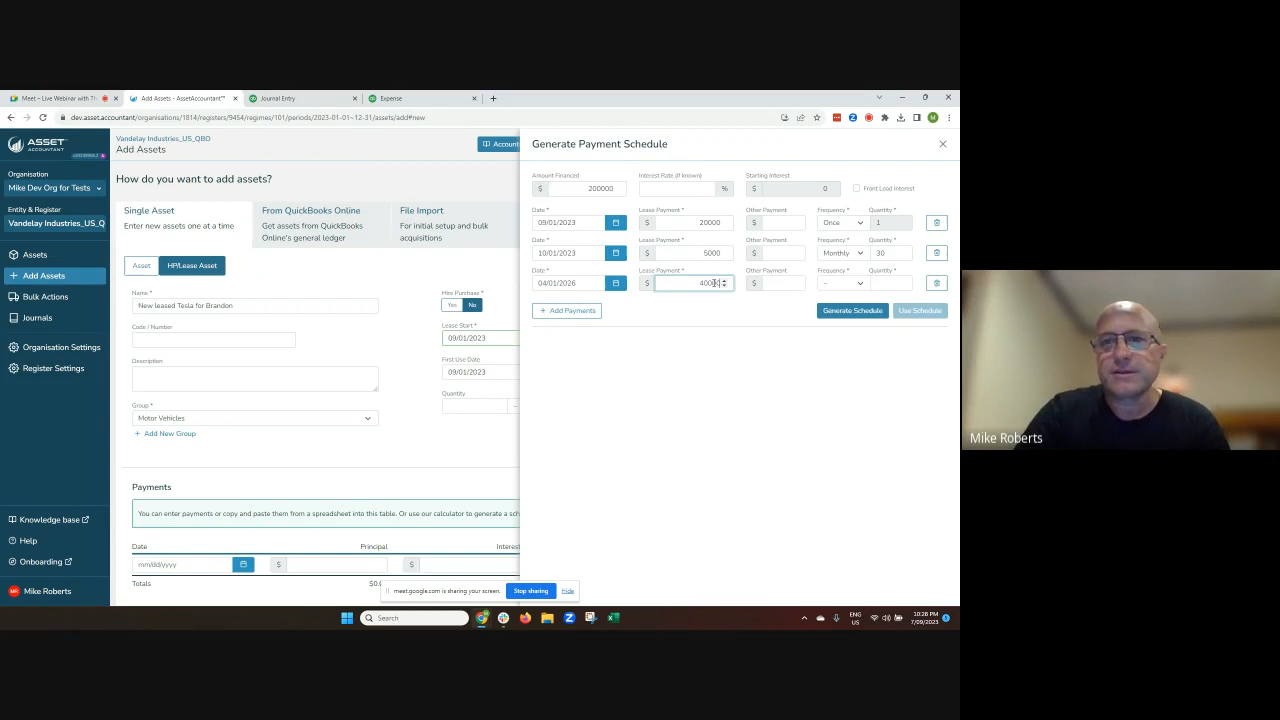 Meet – Live Webinar with Th
Add Assets - AssetAccountant™
Journal Entry
Expense
dev.asset.accountant/organisations/1814/registers/9454/regimes/101/periods/2023-01-01~12-31/assets/add#new
ASSET
ACCOUNTANT
Organisation
Mike Dev Org for Tests
Entity & Register
Vandelay Industries_US_Q
Assets
Add Assets
Bulk Actions
Journals
Organisation Settings
Register Settings
Knowledge base
Help
Onboarding
MR Mike Roberts
Vandelay Industries_US_QBO
Add Assets
Account
How do you want to add assets?
Single Asset
Enter new assets one at a time
From QuickBooks Online
Get assets from QuickBooks
Online's general ledger
File Import
For initial setup and bulk
acquisitions
Asset
HP/Lease Asset
Name *
New leased Tesla for Brandon
Code / Number
Description
Group *
Motor Vehicles
+ Add New Group
Hire Purchase *
Yes No
Lease Start *
09/01/2023
First Use Date
09/01/2023
Quantity
Payments
You can enter payments or copy and paste them from a spreadsheet into this table. Or use our calculator to generate a sch
Date Principal Interes
mm/dd/yyyy $ $
Totals $0.
Generate Payment Schedule
Amount Financed Interest Rate (if known) Starting Interest
$ 200000 % $ 0 Front Load Interest
Date * Lease Payment * Other Payment Frequency * Quantity *
09/01/2023 $ 20000 $ Once 1
Date * Lease Payment * Other Payment Frequency * Quantity *
10/01/2023 $ 5000 $ Monthly 30
Date * Lease Payment * Other Payment Frequency * Quantity *
04/01/2026 $ $ –
+ Add Payments
Generate Schedule
Use Schedule
meet.google.com is sharing your screen.
Stop sharing
Hide
Search
ENG
US
10:28 PM
7/09/2023
Mike Roberts